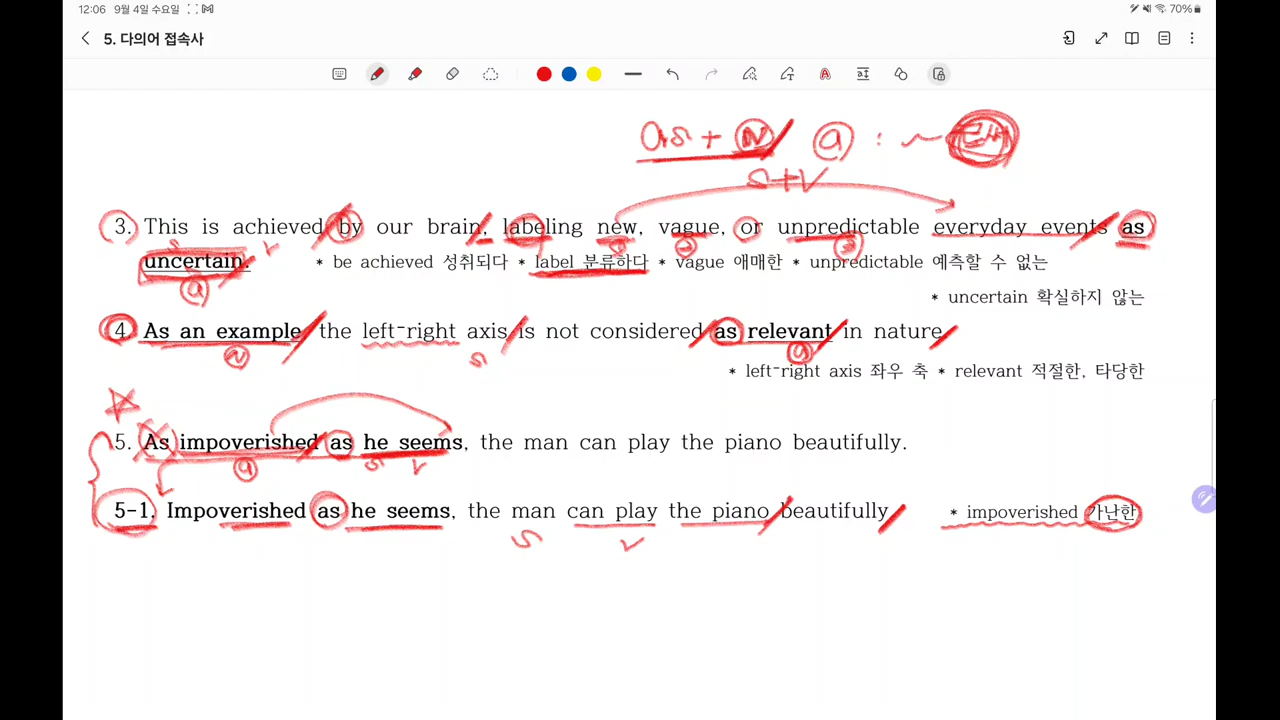 12:06 9월 4일 수요일
70%
5. 다의어 접속사
as + N a : ~
S+V
3. This is achieved by our brain, labeling new, vague, or unpredictable everyday events as
uncertain. * be achieved 성취되다 * label 분류하다 * vague 애매한 * unpredictable 예측할 수 없는
* uncertain 확실하지 않는
4. As an example, the left-right axis is not considered as relevant in nature.
* left-right axis 좌우 축 * relevant 적절한, 타당한
5. As impoverished as he seems, the man can play the piano beautifully.
5-1. Impoverished as he seems, the man can play the piano beautifully. * impoverished 가난한